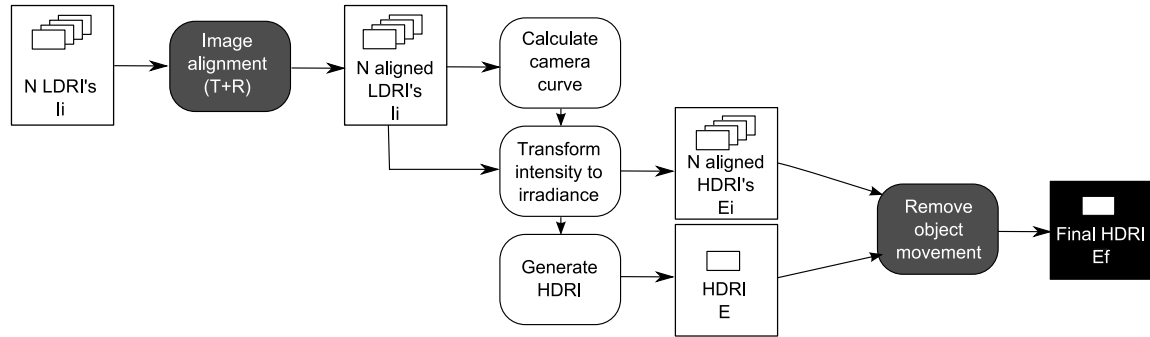 N LDRI's
Ii
Image
alignment
(T+R)
N aligned
LDRI's
Ii
Calculate
camera
curve
Transform
intensity to
irradiance
Generate
HDRI
N aligned
HDRI's
Ei
HDRI
E
Remove
object
movement
Final HDRI
Ef